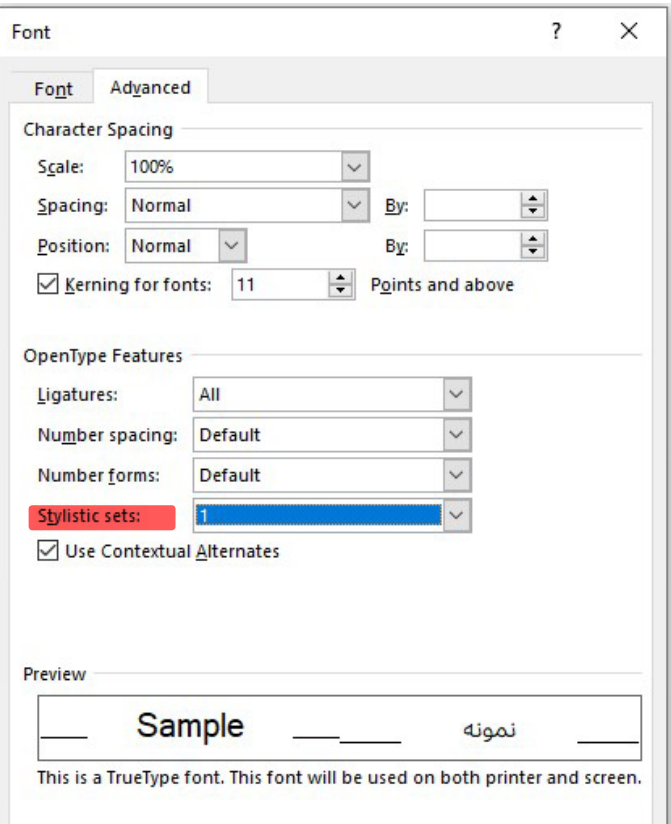 Font ?
Font Advanced
Character Spacing
Scale: 100%
Spacing: Normal By:
Position: Normal By:
Kerning for fonts: 11 Points and above
OpenType Features
Ligatures: All
Number spacing: Default
Number forms: Default
Stylistic sets: 1
Use Contextual Alternates
Preview
Sample نمونه
This is a TrueType font. This font will be used on both printer and screen.